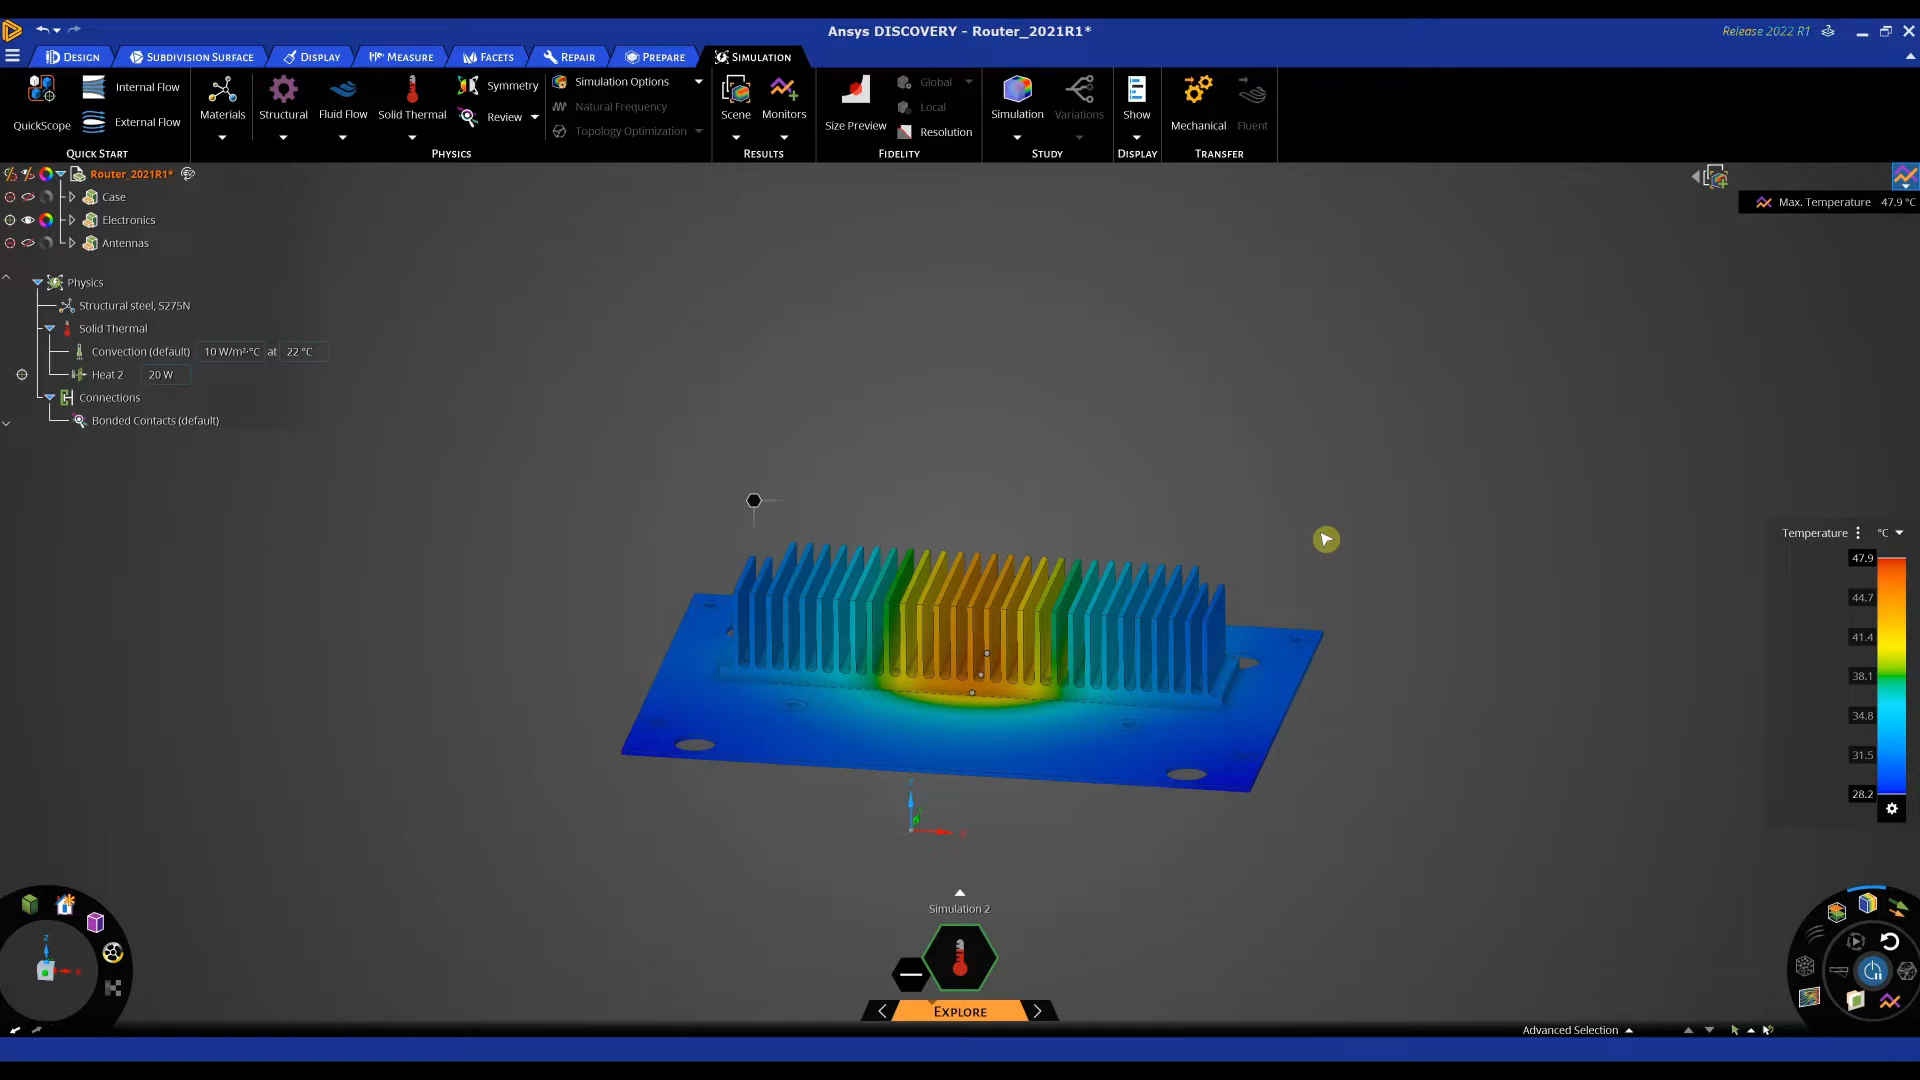 Ansys DISCOVERY - Router_2021R1*
Release 2022 R1
DESIGN
SUBDIVISION SURFACE
DISPLAY
MEASURE
FACETS
REPAIR
PREPARE
SIMULATION
QuickScope
Internal Flow
External Flow
QUICK START
Materials
Structural
Fluid Flow
Solid Thermal
Symmetry
Review
Simulation Options
Natural Frequency
Topology Optimization
PHYSICS
Scene
Monitors
RESULTS
Size Preview
Global
Local
Resolution
FIDELITY
Simulation
Variations
STUDY
Show
DISPLAY
Mechanical
Fluent
TRANSFER
Router_2021R1*
Case
Electronics
Antennas
Physics
Structural steel, S275N
Solid Thermal
Convection (default) 10 W/m²·°C at 22 °C
Heat 2 20 W
Connections
Bonded Contacts (default)
Max. Temperature 47.9 °C
Temperature °C
47.9
44.7
41.4
38.1
34.8
31.5
28.2
Simulation 2
EXPLORE
Advanced Selection